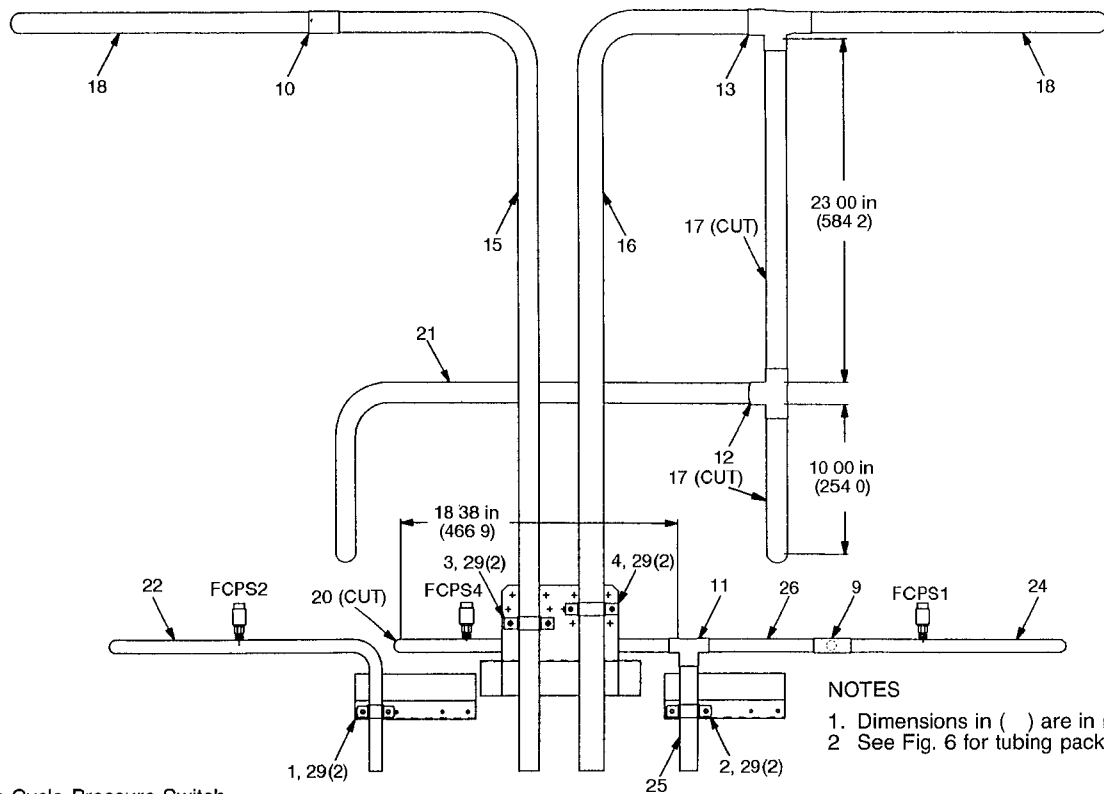 18
10
13
18
15
16
17 (CUT)
23 00 in
(584 2)
21
12
17 (CUT)
10 00 in
(254 0)
18 38 in
(466 9)
3, 29(2)
4, 29(2)
22
FCPS2
20 (CUT)
FCPS4
11
26
9
FCPS1
24
NOTES
1. Dimensions in ( ) are in
2 See Fig. 6 for tubing pack
1, 29(2)
2, 29(2)
25
Cycle Pressure Switch